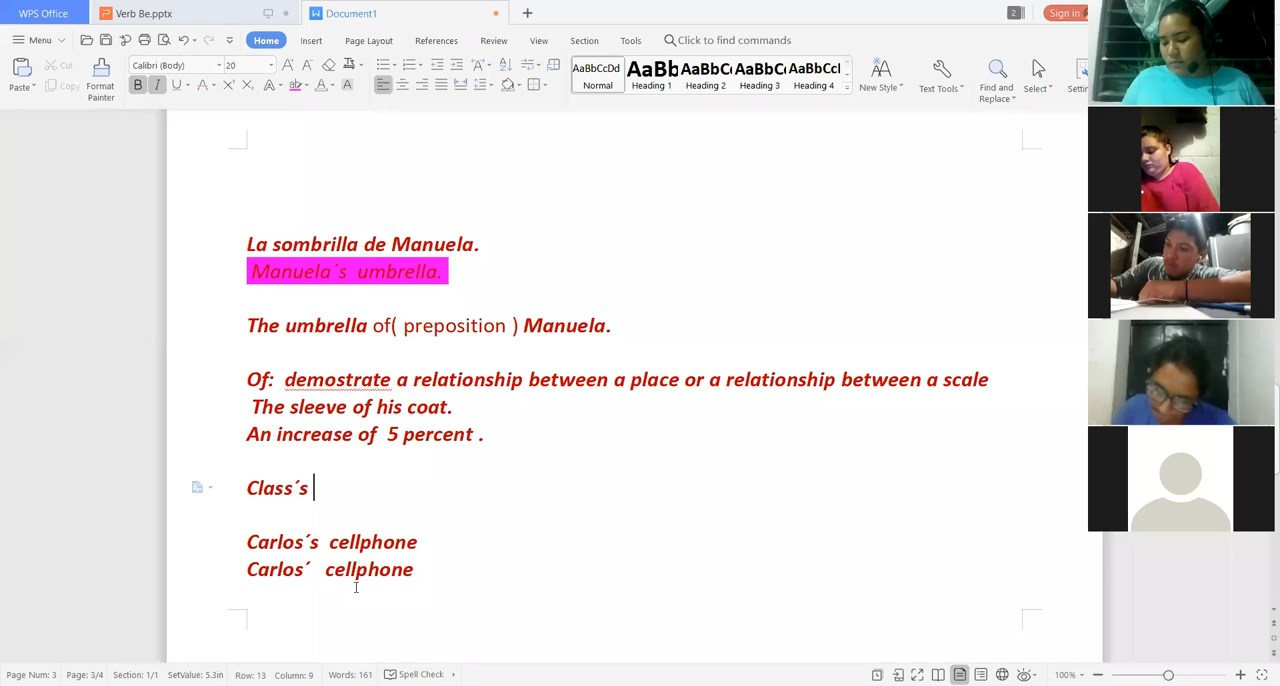 WPS Office
Verb Be.pptx
Document1
2
Sign in
Menu
Home
Insert
Page Layout
References
Review
View
Section
Tools
Click to find commands
Paste
Cut
Copy
Format Painter
Calibri (Body)
20
AaBbCcDd
Normal
AaBb
Heading 1
AaBbC
Heading 2
AaBbC
Heading 3
AaBbCcI
Heading 4
New Style
Text Tools
Find and Replace
Select
La sombrilla de Manuela.
Manuela´s umbrella.
The umbrella of( preposition ) Manuela.
Of: demostrate a relationship between a place or a relationship between a scale
The sleeve of his coat.
An increase of 5 percent .
Class´s
Carlos´s cellphone
Carlos´ cellphone
Page Num: 3
Page: 3/4
Section: 1/1
SetValue: 5.3in
Row: 13
Column: 9
Words: 161
Spell Check
100%